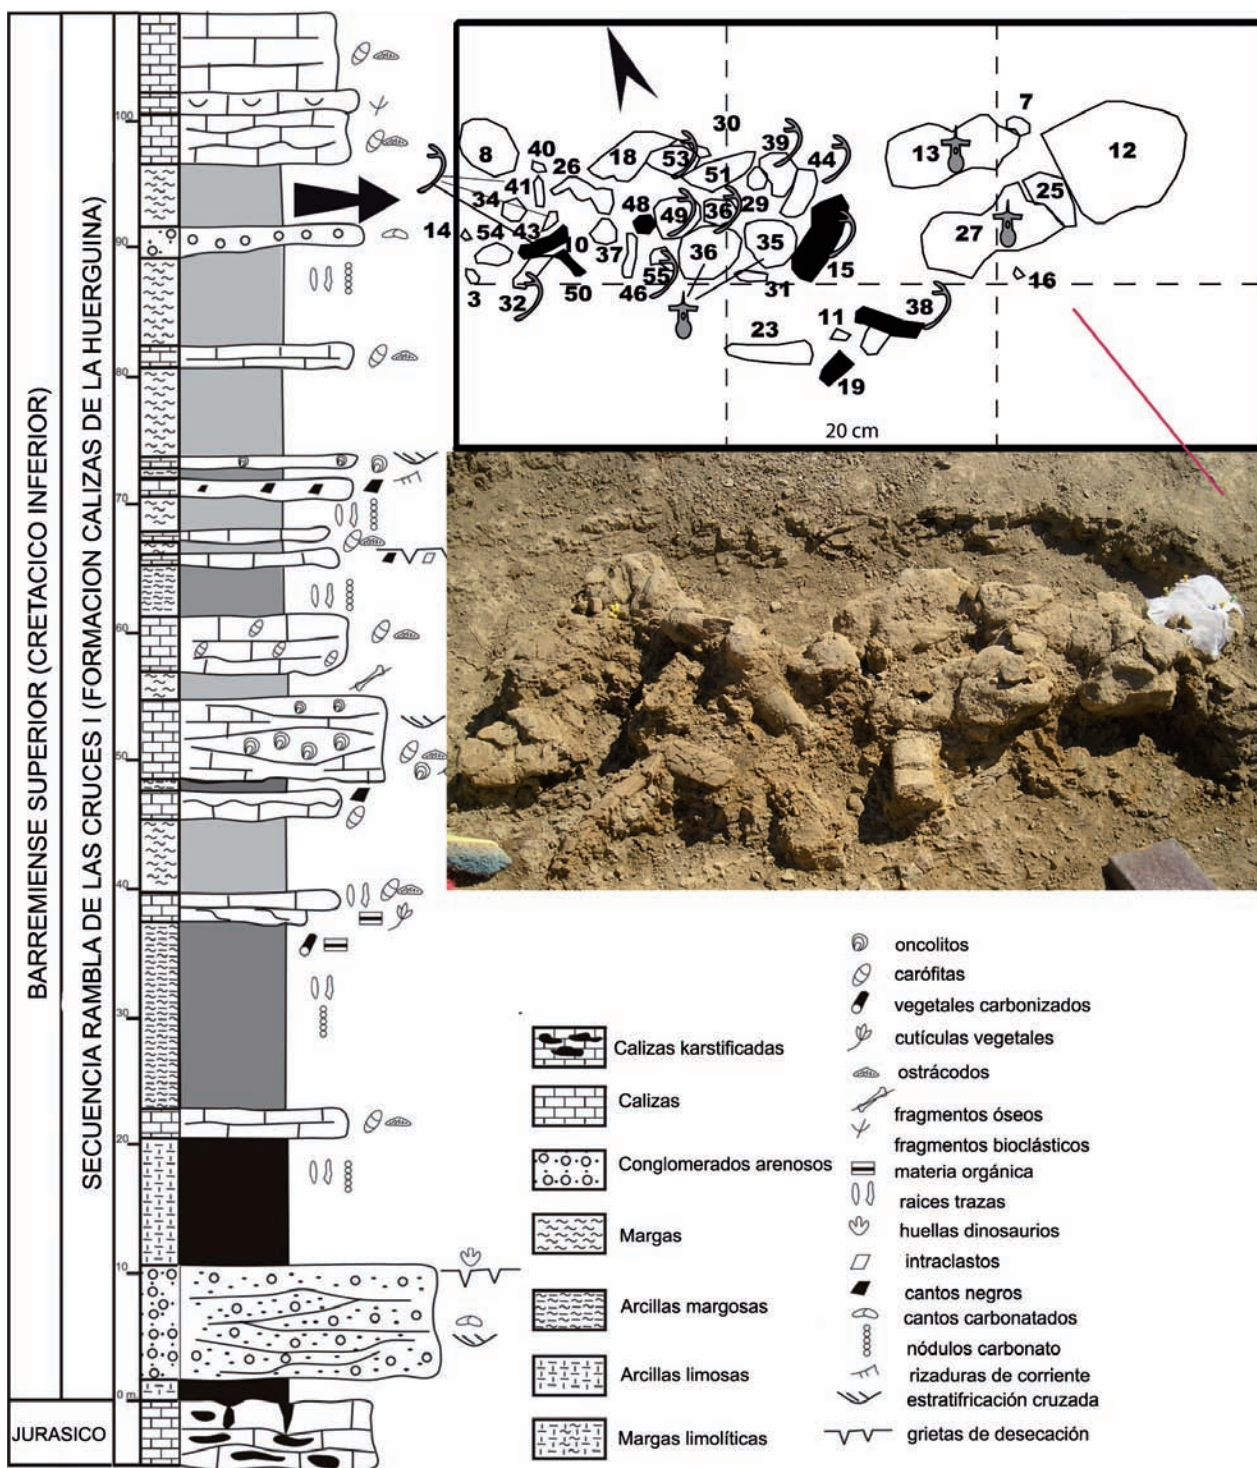 BARREMIENSE SUPERIOR (CRETACICO INFERIOR)
SECUENCIA RAMBLA DE LAS CRUCES I (FORMACION CALIZAS DE LA HUERGUINA)
JURASICO
100
90
80
70
60
50
40
30
20
10
0 m.
7
30
8
40
18
53
39
44
13
12
26
51
41
25
34
48
49
36
29
14
43
54
10
37
36
35
27
15
55
3
32
50
46
31
16
38
23
11
19
20 cm
Calizas karstificadas
Calizas
Conglomerados arenosos
Margas
Arcillas margosas
Arcillas limosas
Margas limolíticas
oncolitos
carófitas
vegetales carbonizados
cutículas vegetales
ostrácodos
fragmentos óseos
fragmentos bioclásticos
materia orgánica
raices trazas
huellas dinosaurios
intraclastos
cantos negros
cantos carbonatados
nódulos carbonato
rizaduras de corriente
estratifricación cruzada
grietas de desecación